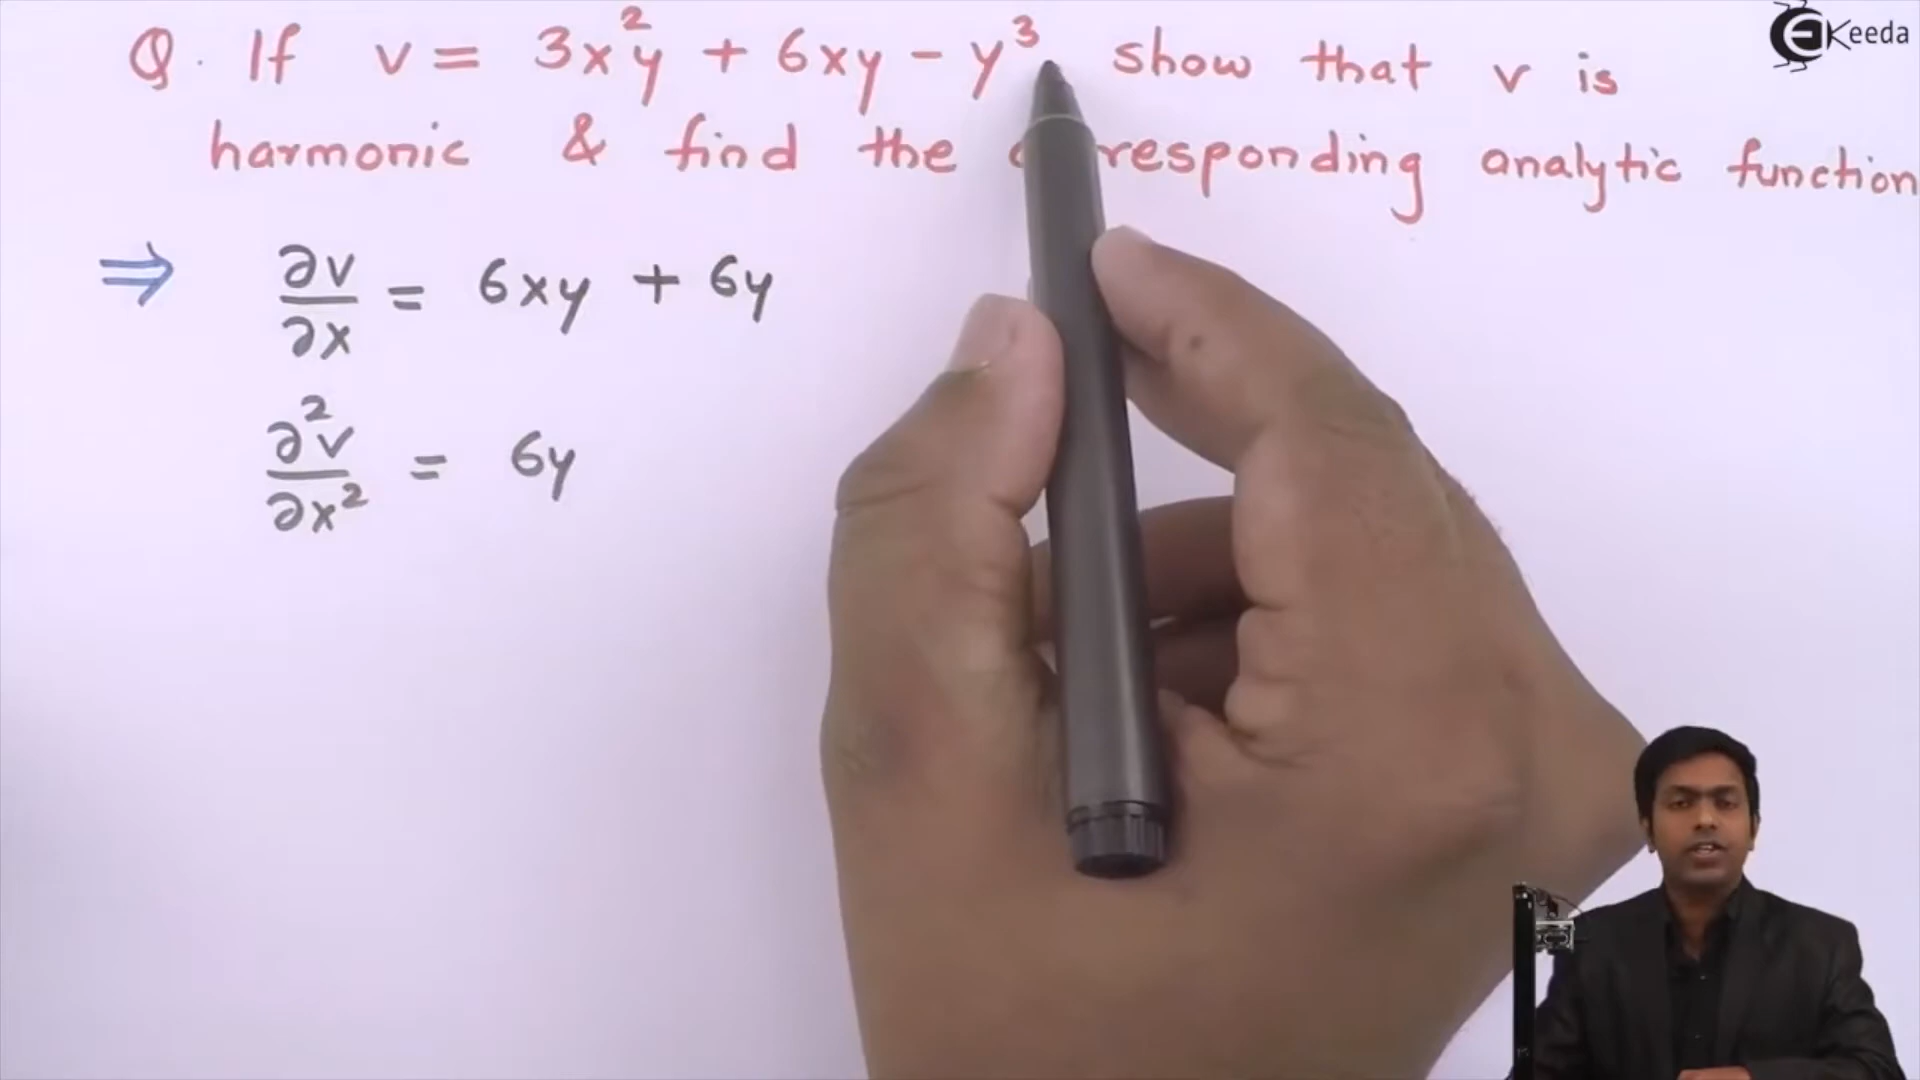 Keeda
Q. If v = 3x²y + 6xy - y³ show that v is
harmonic & find the responding analytic function
⇒ ∂v/∂x = 6xy + 6y
∂²v/∂x² = 6y